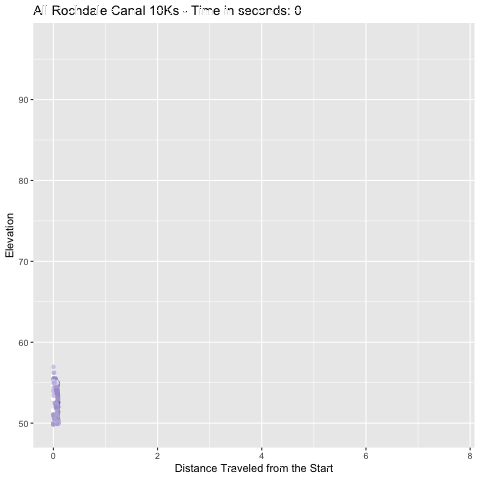 All Rochdale Canal 10Ks - Time in seconds: 0
90
80
70
60
50
Elevation
0 2 4 6 8
Distance Traveled from the Start